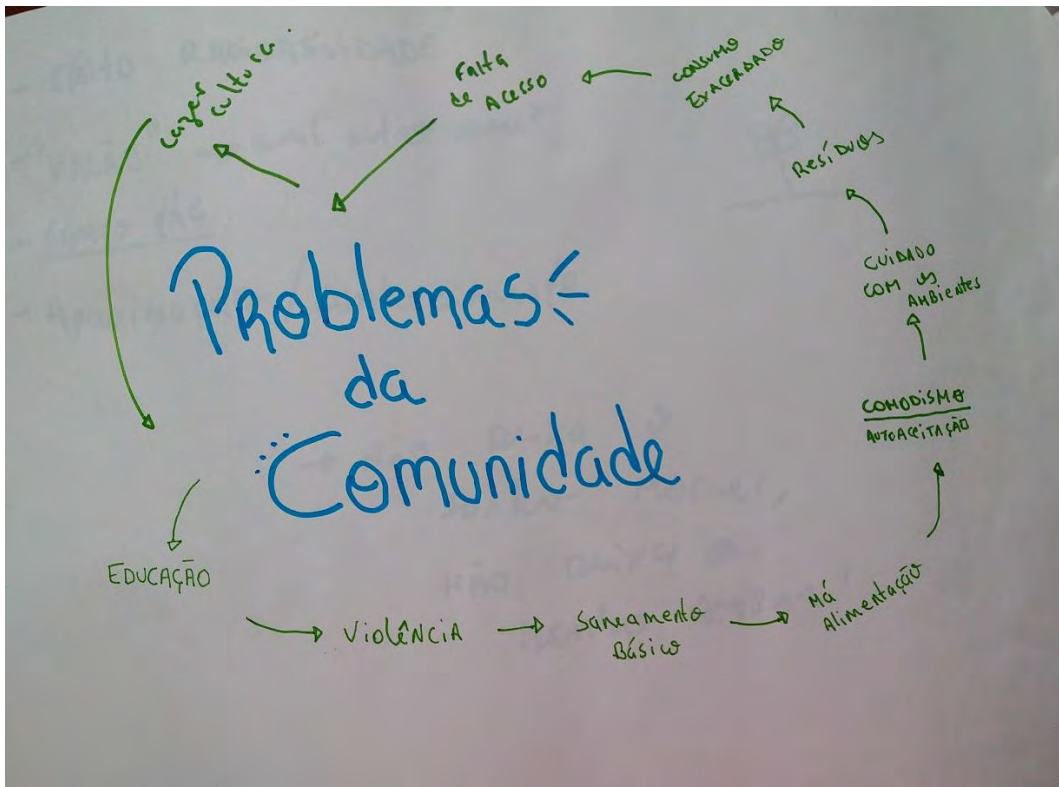 Problemas
da
Comunidade
Lazer
cultura
EDUCAÇÃO
ViolÊNCiA
Saneamento
Básico
MÁ
Alimentação
COMODISMO
AUTOACEITAÇÃO
CUIDADO
COM OS
AMBIENTES
RESÍDUOS
CONSUMO
EXACERBADO
Falta
de Acesso